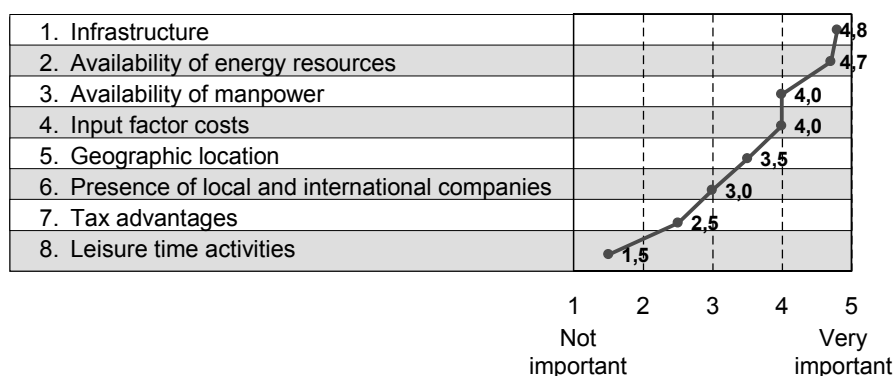 1. Infrastructure 4,8
2. Availability of energy resources 4,7
3. Availability of manpower 4,0
4. Input factor costs 4,0
5. Geographic location 3,5
6. Presence of local and international companies 3,0
7. Tax advantages 2,5
8. Leisure time activities 1,5
1 2 3 4 5
Not Very
important important